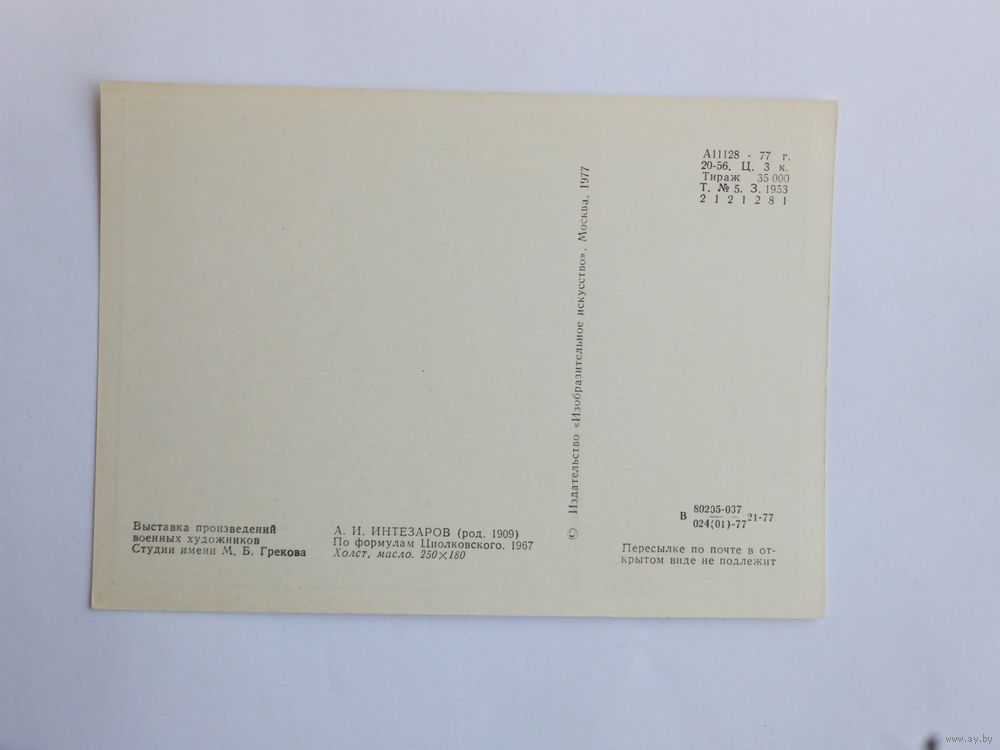 А11128 - 77 г.
20-56. Ц. 3 к.
Тираж 35 000
Т. № 5. З. 1953
2 1 2 1 2 8 1
© Издательство «Изобразительное искусство». Москва. 1977
Выставка произведений
военных художников
Студии имени М. Б. Грекова
А. И. ИНТЕЗАРОВ (род. 1909)
По формулам Циолковского. 1967
Холст, масло. 250×180
В 80205-037
024(01)-77 -21-77
Пересылке по почте в от-
крытом виде не подлежит
www.ay.by